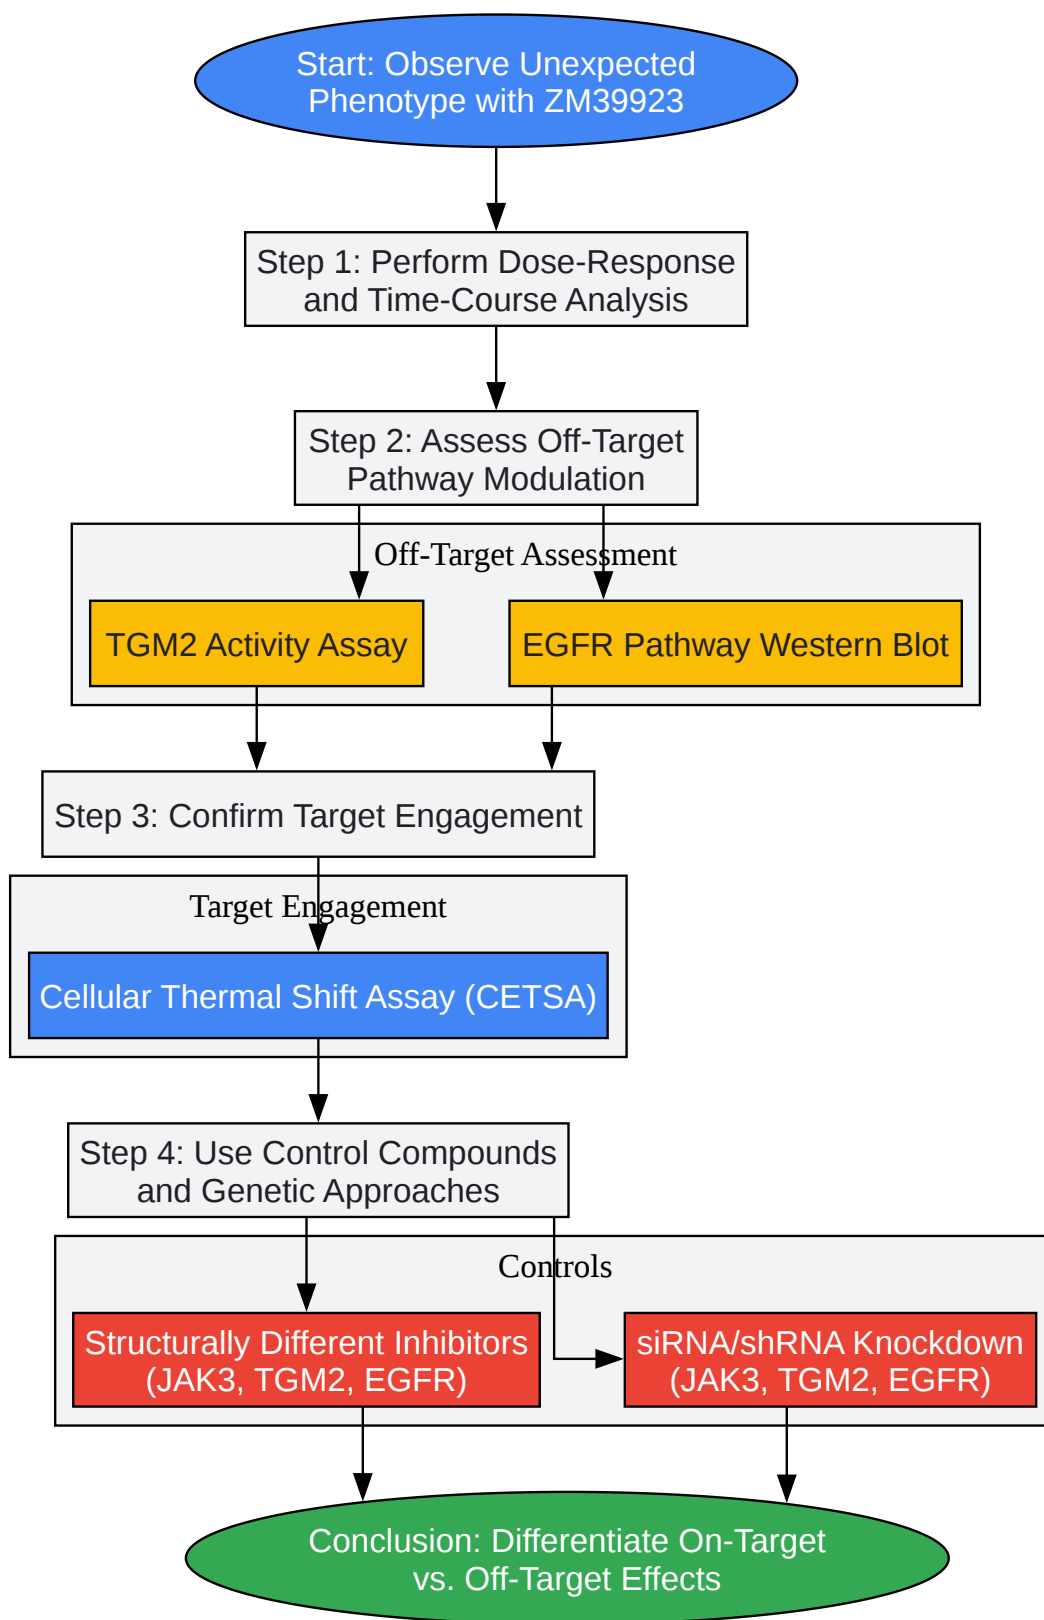 Start: Observe Unexpected
Phenotype with ZM39923
Step 1: Perform Dose-Response
and Time-Course Analysis
Step 2: Assess Off-Target
Pathway Modulation
Off-Target Assessment
TGM2 Activity Assay
EGFR Pathway Western Blot
Step 3: Confirm Target Engagement
Target Engagement
Cellular Thermal Shift Assay (CETSA)
Step 4: Use Control Compounds
and Genetic Approaches
Controls
Structurally Different Inhibitors
(JAK3, TGM2, EGFR)
siRNA/shRNA Knockdown
(JAK3, TGM2, EGFR)
Conclusion: Differentiate On-Target
vs. Off-Target Effects